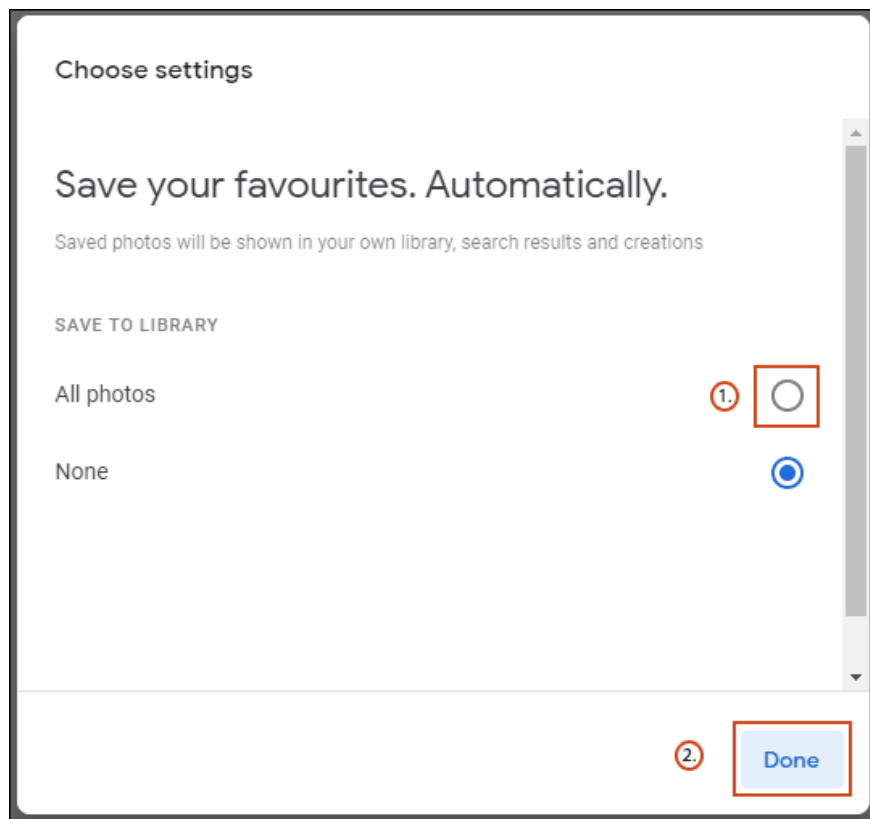 Choose settings
Save your favourites. Automatically.
Saved photos will be shown in your own library, search results and creations
SAVE TO LIBRARY
All photos
1.
None
2.
Done